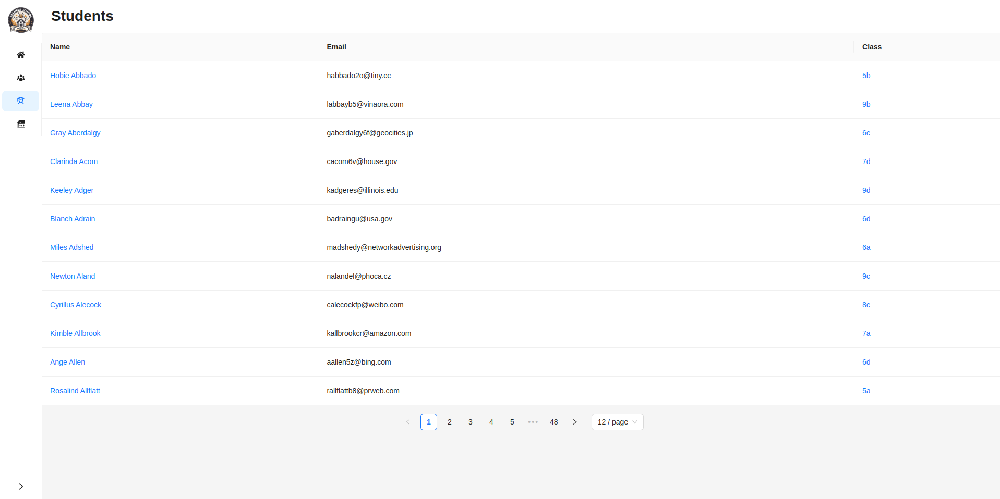 EXAMPLE SCHOOL
Students
Name Email Class
Hobie Abbado habbado2o@tiny.cc 5b
Leena Abbay labbayb5@vinaora.com 9b
Gray Aberdalgy gaberdalgy6f@geocities.jp 6c
Clarinda Acom cacom6v@house.gov 7d
Keeley Adger kadgeres@illinois.edu 9d
Blanch Adrain badraingu@usa.gov 6d
Miles Adshed madshedy@networkadvertising.org 6a
Newton Aland nalandel@phoca.cz 9c
Cyrillus Alecock calecockfp@weibo.com 8c
Kimble Allbrook kallbrookcr@amazon.com 7a
Ange Allen aallen5z@bing.com 6d
Rosalind Allflatt rallflattb8@prweb.com 5a
1 2 3 4 5 ••• 48 12 / page